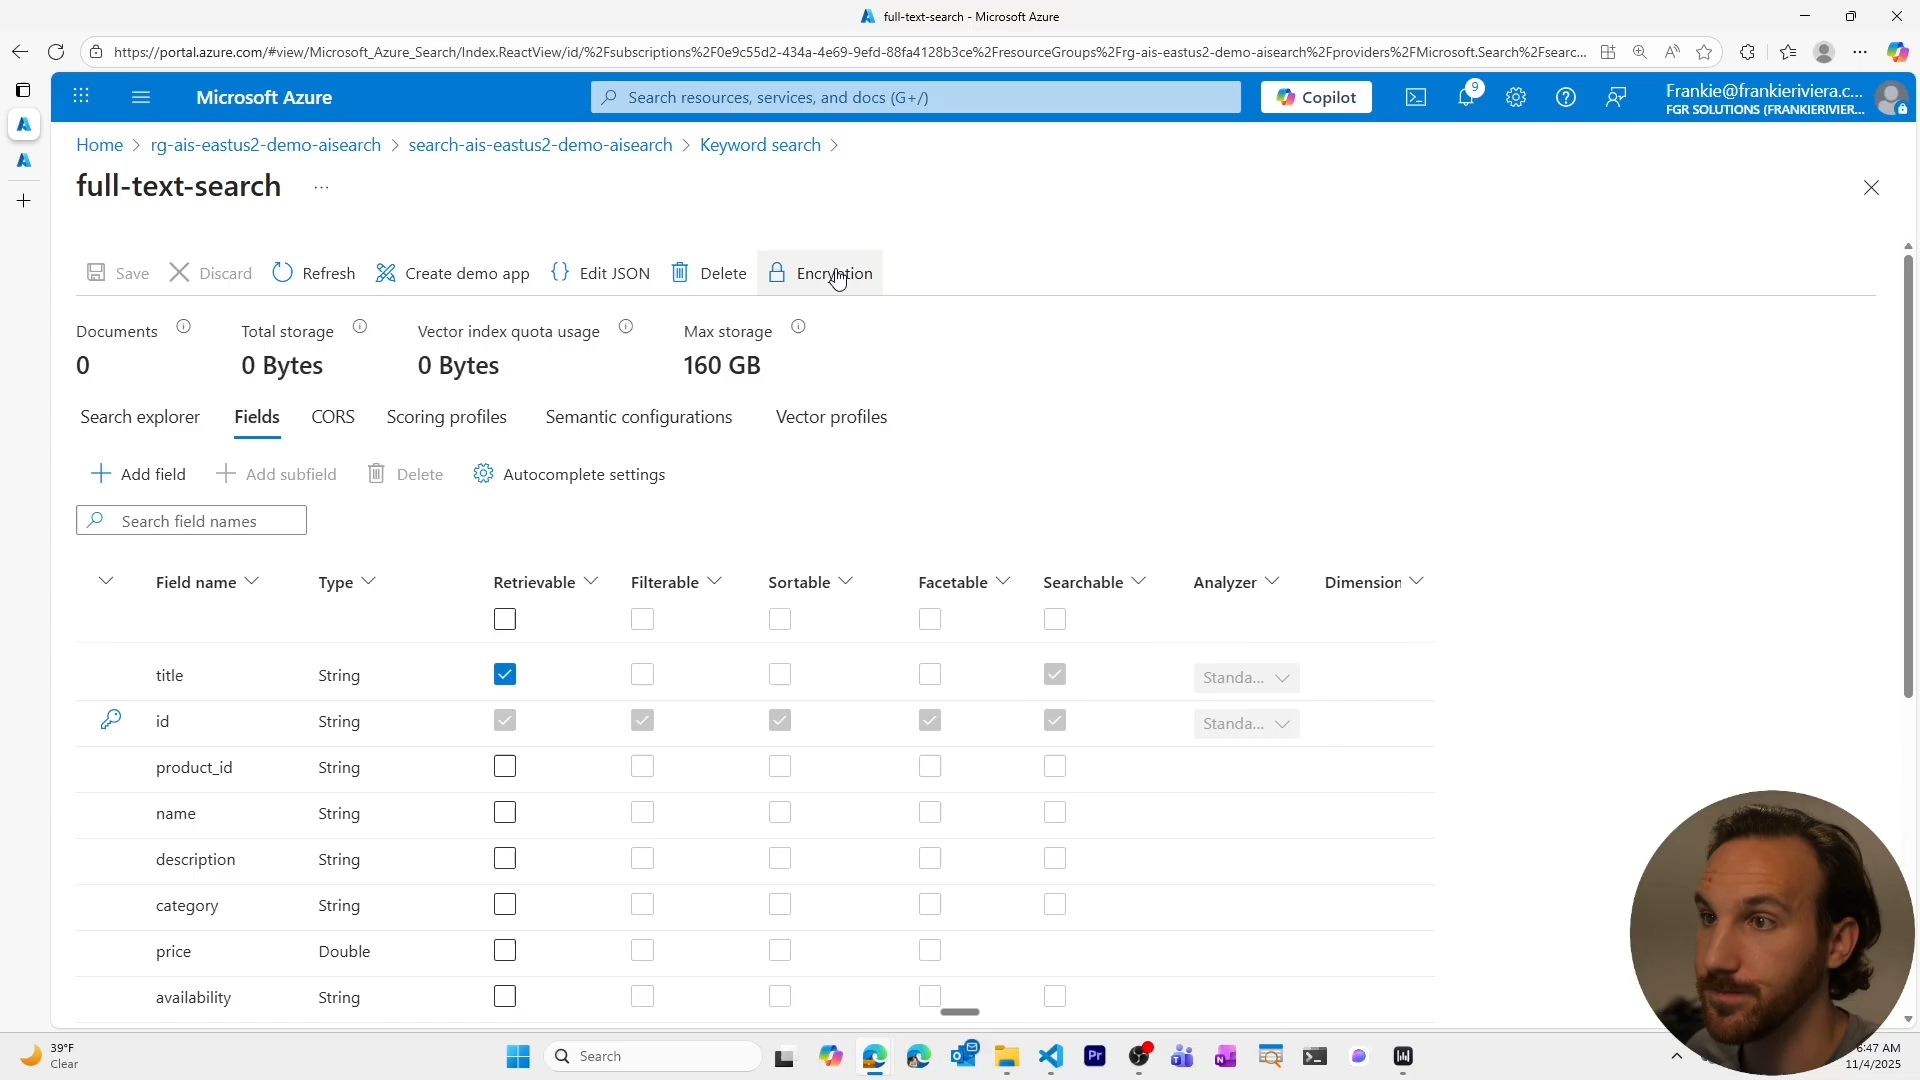 full-text-search - Microsoft Azure
https://portal.azure.com/#view/Microsoft_Azure_Search/Index.ReactView/id/%2Fsubscriptions%2F0e9c55d2-434a-4e69-9efd-88fa4128b3ce%2FresourceGroups%2Frg-ais-eastus2-demo-aisearch%2Fproviders%2FMicrosoft.Search%2Fsearc...
Microsoft Azure
Search resources, services, and docs (G+/)
Copilot
9
Frankie@frankieriviera.c...
FGR SOLUTIONS (FRANKIERIVIER...
Home > rg-ais-eastus2-demo-aisearch > search-ais-eastus2-demo-aisearch > Keyword search >
full-text-search ...
Save Discard Refresh Create demo app Edit JSON Delete Encryption
Documents Total storage Vector index quota usage Max storage
0 0 Bytes 0 Bytes 160 GB
Search explorer Fields CORS Scoring profiles Semantic configurations Vector profiles
Add field Add subfield Delete Autocomplete settings
Search field names
Field name Type Retrievable Filterable Sortable Facetable Searchable Analyzer Dimension
title String Standa...
id String Standa...
product_id String
name String
description String
category String
price Double
availability String
39°F
Clear
Search
6:47 AM
11/4/2025